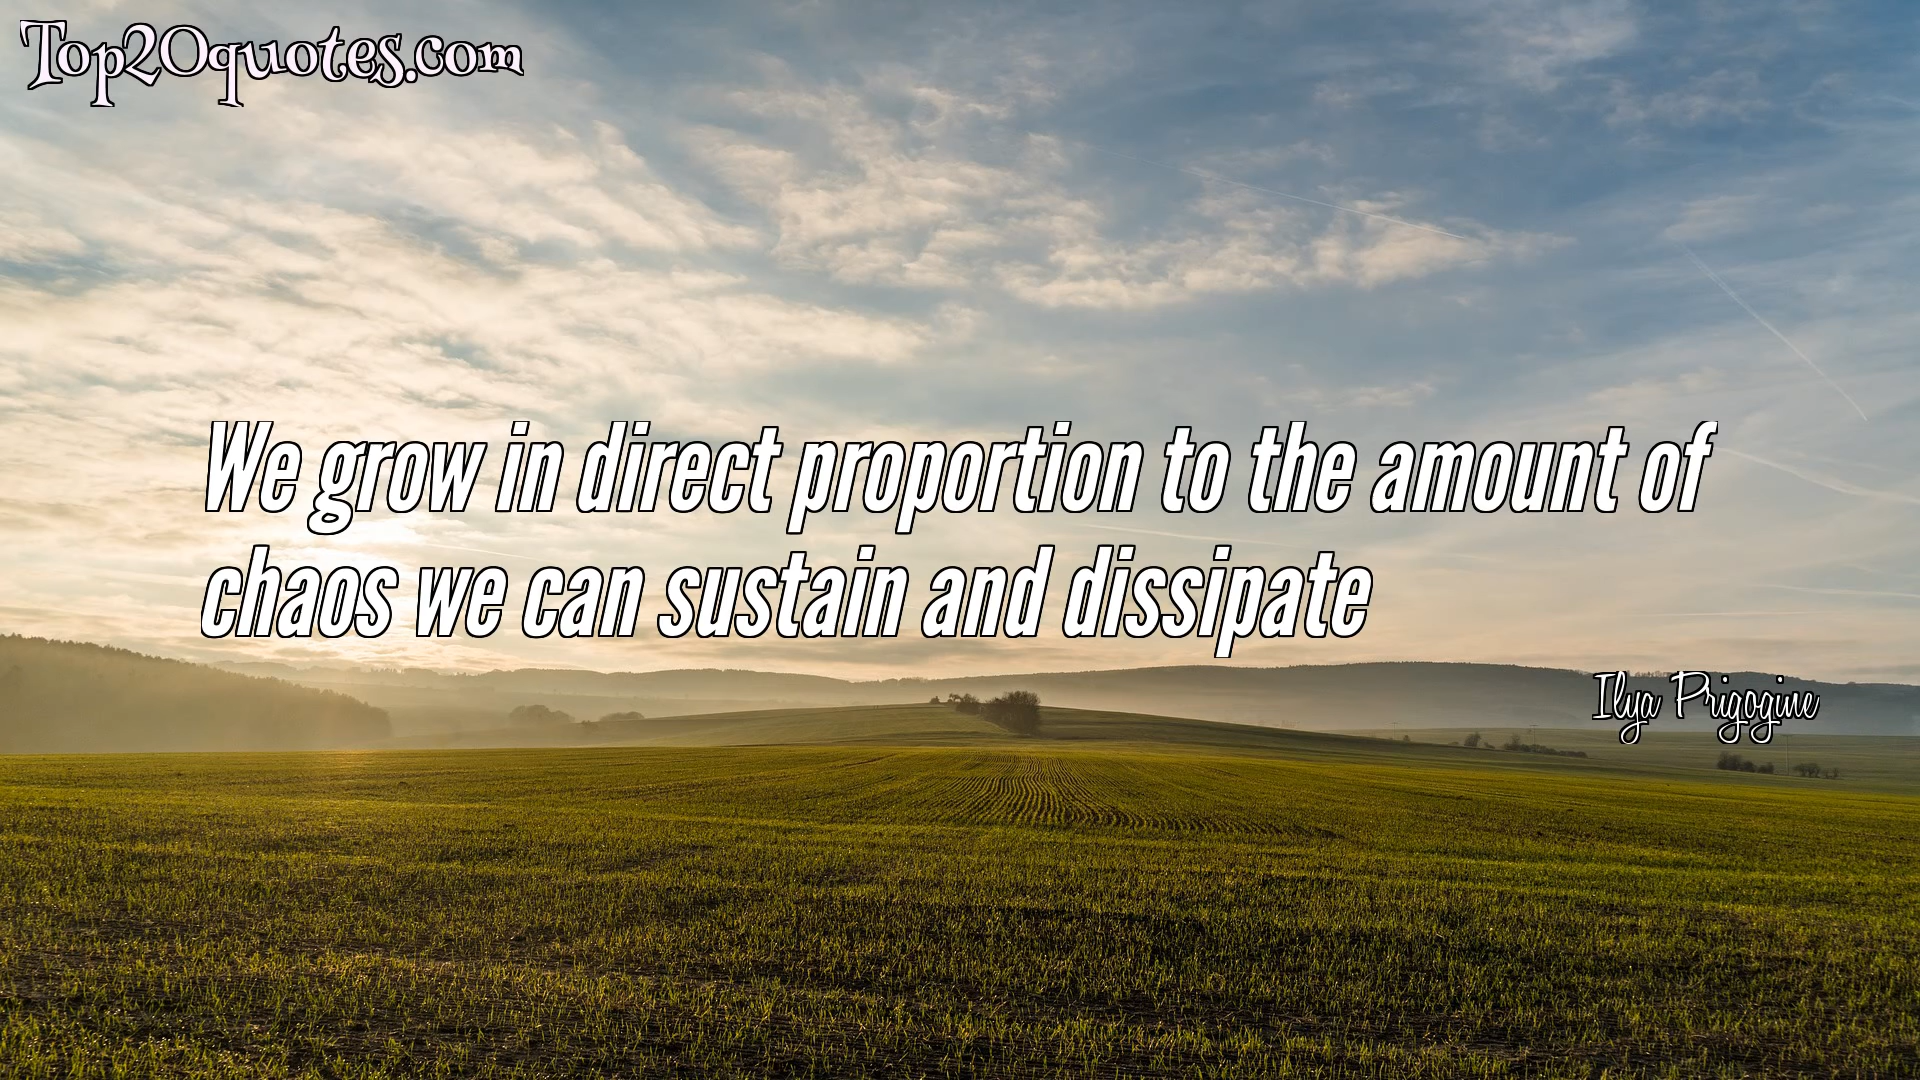 Top20quotes.com
We grow in direct proportion to the amount of
chaos we can sustain and dissipate
Ilya Prigogine